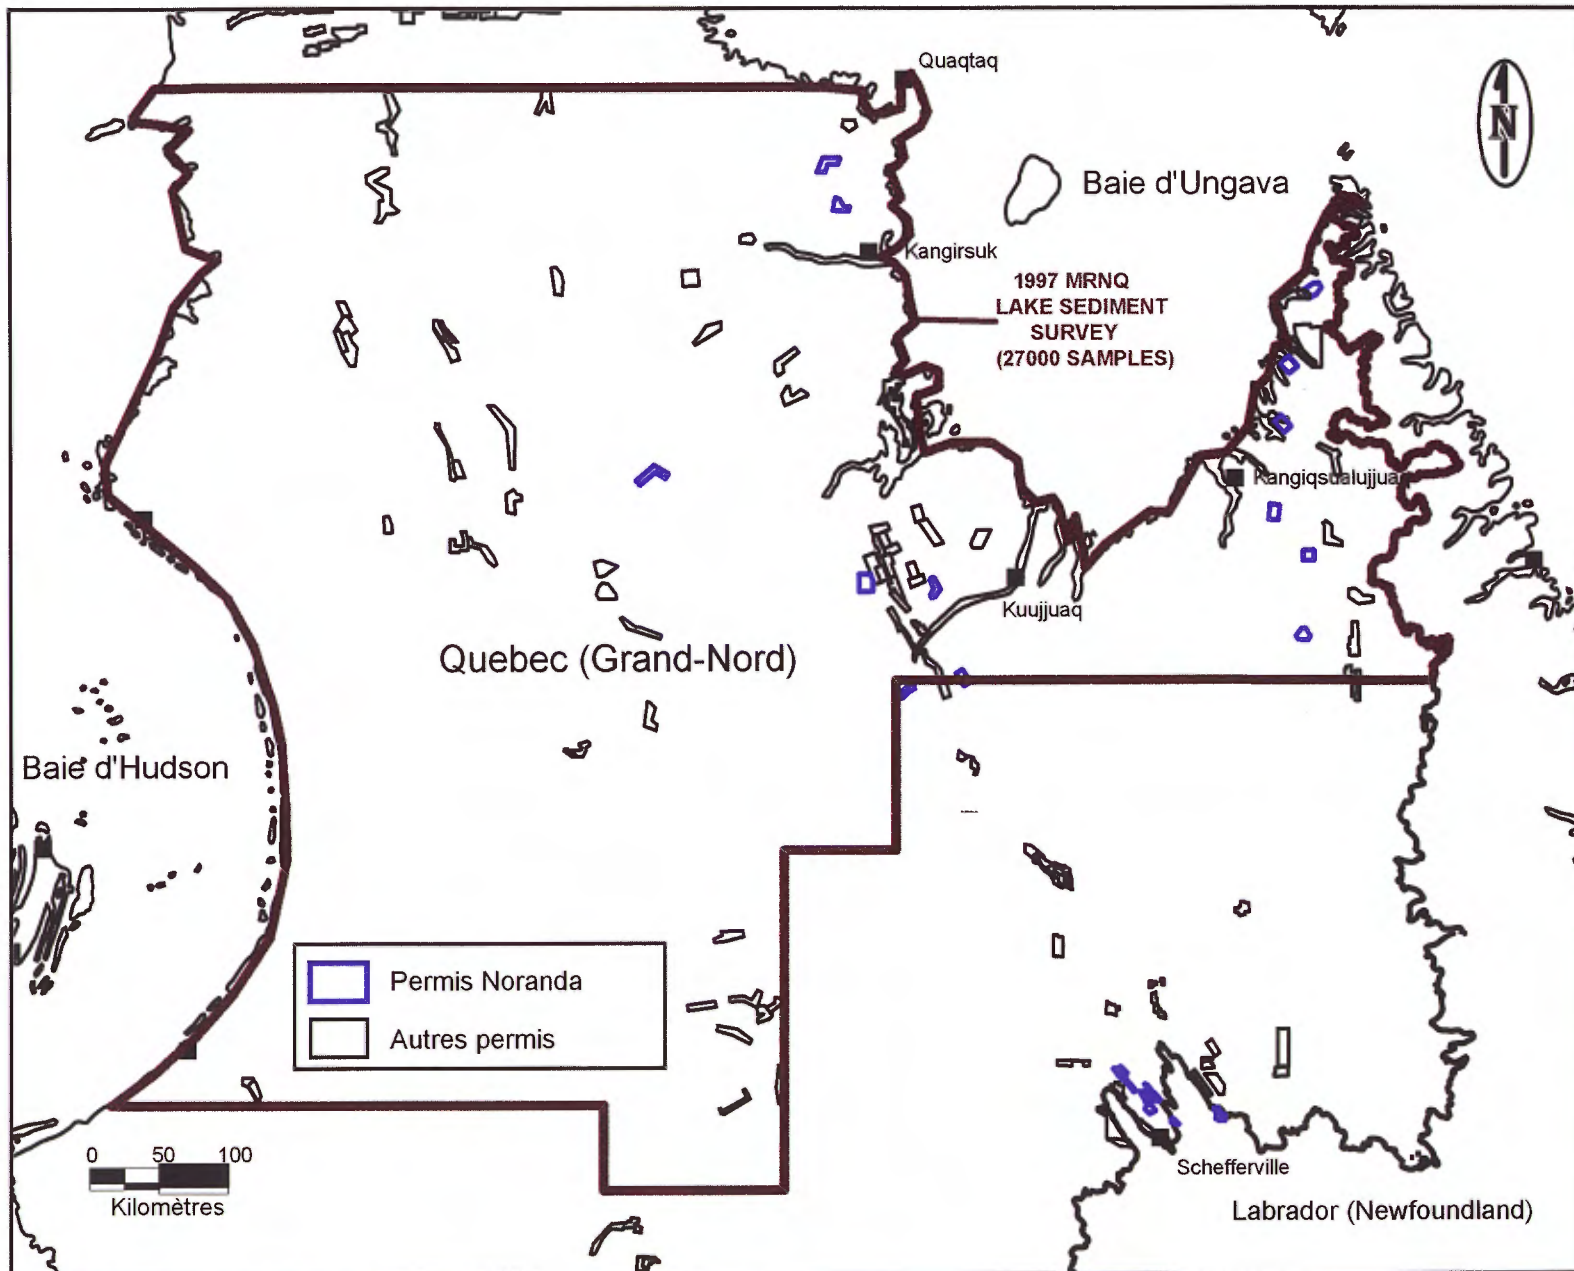 Quaqtaq
N
Baie d'Ungava
Kangirsuk
1997 MRNQ
LAKE SEDIMENT
SURVEY
(27000 SAMPLES)
Kangiqsualujjua
Kuujjuaq
Quebec (Grand-Nord)
Baie d'Hudson
Permis Noranda
Autres permis
0 50 100
Kilomètres
Schefferville
Labrador (Newfoundland)